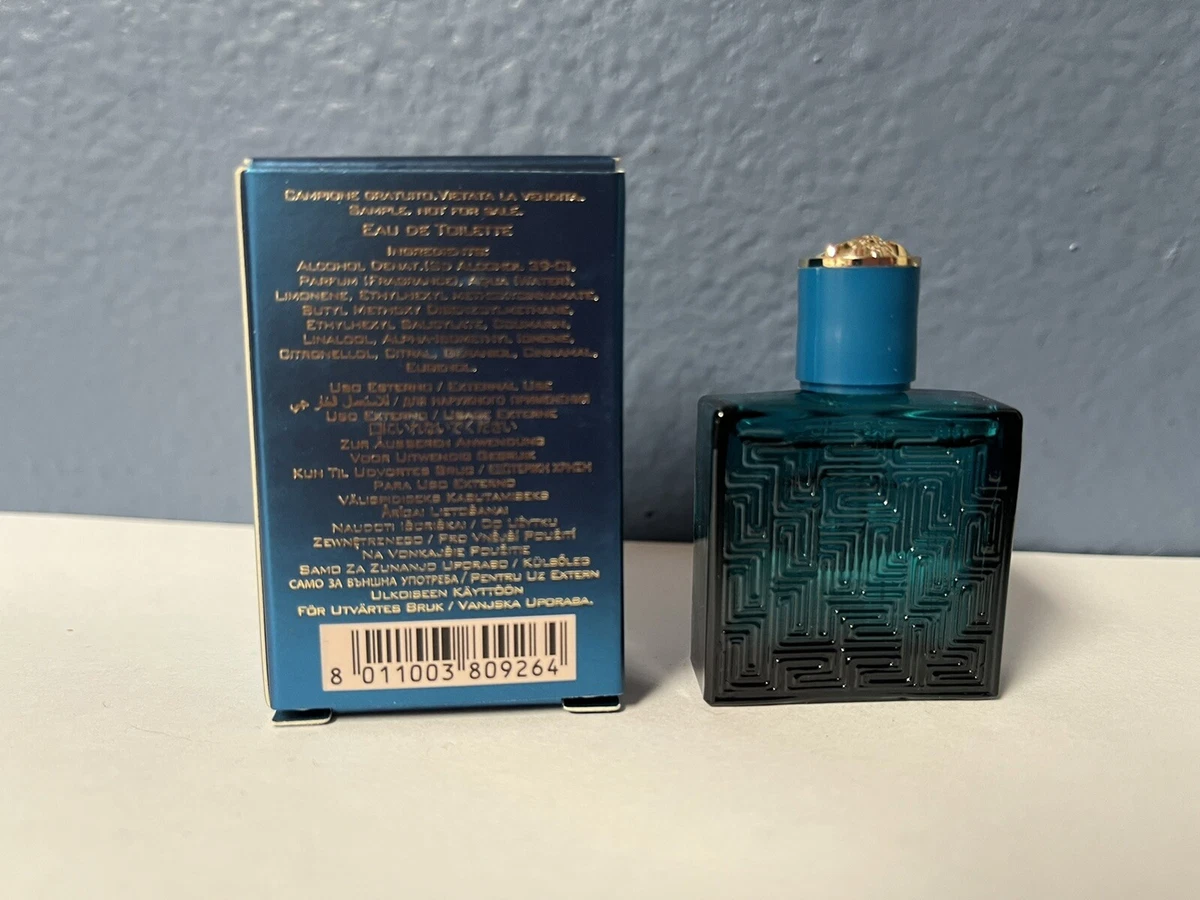 CAMPIONE GRATUITO.VIETATA LA VENDITA.
SAMPLE, NOT FOR SALE.
EAU DE TOILETTE
INGREDIENTS:
ALCOHOL DENAT.(SD ALCOHOL 39-C),
PARFUM (FRAGRANCE), AQUA (WATER),
LIMONENE, ETHYLHEXYL METHOXYCINNAMATE,
BUTYL METHOXY DIBENZOYLMETHANE,
ETHYLHEXYL SALICYLATE, COUMARIN,
LINALOOL, ALPHA-ISOMETHYL IONONE,
CITRONELLOL, CITRAL, GERANIOL, CINNAMAL,
EUGENOL.
USO ESTERNO / EXTERNAL USE
ДЛЯ НАРУЖНОГО ПРИМЕНЕНИЯ /
USO EXTERNO / USAGE EXTERNE
ZUR ÄUSSEREN ANWENDUNG
VOOR UITWENDIG GEBRUIK
KUN TIL UDVORTES BRUG /
PARA USO EXTERNO
VÄLISPIDISEKS KASUTAMISEKS
ĀRĪGAI LIETOŠANAI
NAUDOTI IŠORIŠKAI / DO UŻYTKU
ZEWNĘTRZNEGO / PRO VNĚJŠÍ POUŽITÍ
NA VONKAJŠIE POUŽITIE
SAMO ZA ZUNANJO UPORABO / KÜLSŐLEG
САМО ЗА ВЪНШНА УПОТРЕБА / PENTRU UZ EXTERN
ULKOISEEN KÄYTTÖÖN
FÖR UTVÄRTES BRUK / VANJSKA UPORABA.
8 011003 809264